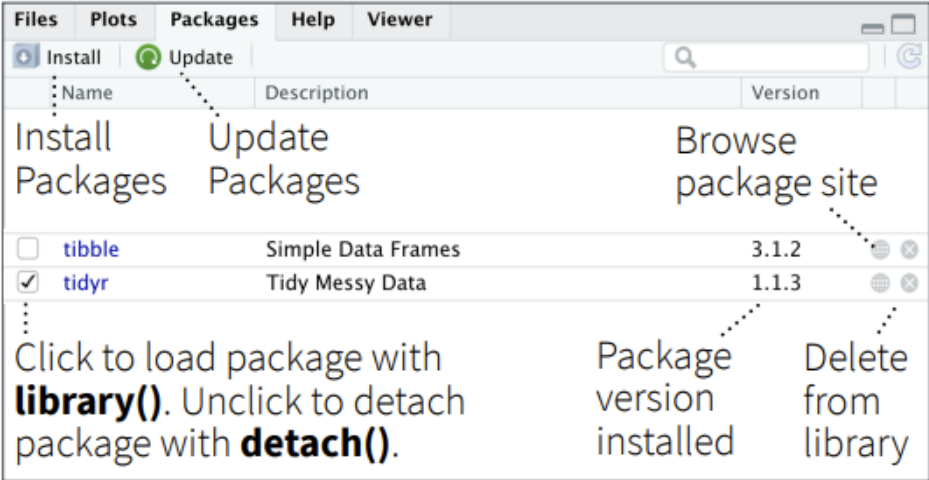 Files Plots Packages Help Viewer
Install Update
Name Description Version
Install Packages
Update Packages
Browse package site
tibble Simple Data Frames 3.1.2
tidyr Tidy Messy Data 1.1.3
Click to load package with
library(). Unclick to detach
package with detach().
Package
version
installed
Delete
from
library